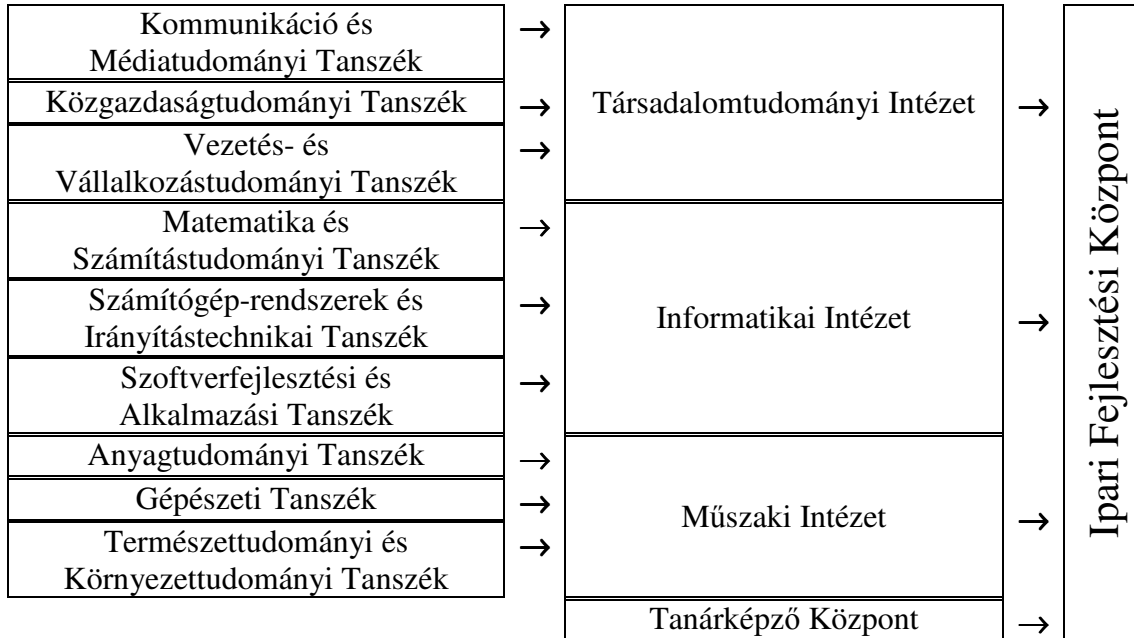 Kommunikáció és
Médiatudományi Tanszék
→
Közgazdaságtudományi Tanszék
→
Vezetés- és
Vállalkozástudományi Tanszék
→
Társadalomtudományi Intézet
→
Matematika és
Számítástudományi Tanszék
→
Számítógép-rendszerek és
Irányítástechnikai Tanszék
→
Szoftverfejlesztési és
Alkalmazási Tanszék
→
Informatikai Intézet
→
Anyagtudományi Tanszék
→
Gépészeti Tanszék
→
Természettudományi és
Környezettudományi Tanszék
→
Műszaki Intézet
→
Tanárképző Központ
→
Ipari Fejlesztési Központ